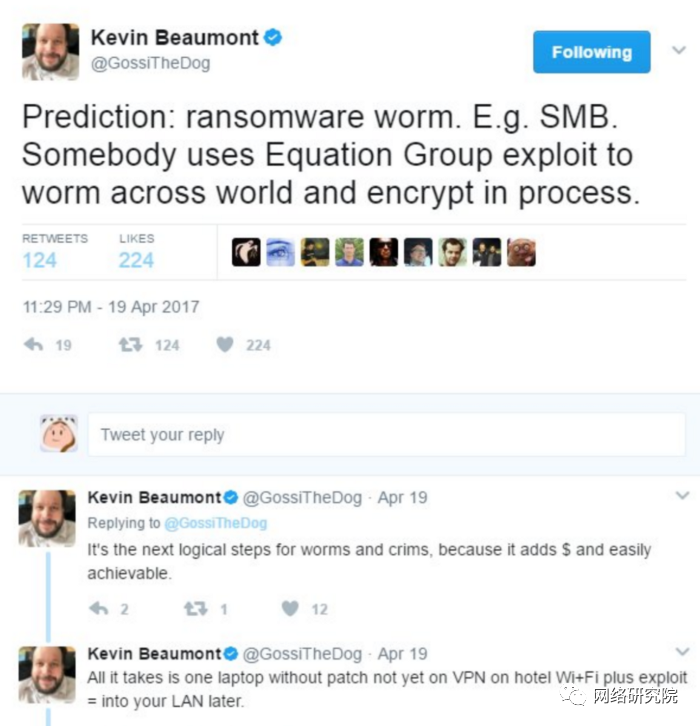 Kevin Beaumont
@GossiTheDog
Following
Prediction: ransomware worm. E.g. SMB.
Somebody uses Equation Group exploit to
worm across world and encrypt in process.
RETWEETS LIKES
124 224
11:29 PM - 19 Apr 2017
19 124 224
Tweet your reply
Kevin Beaumont @GossiTheDog · Apr 19
Replying to @GossiTheDog
It's the next logical steps for worms and crims, because it adds $ and easily
achievable.
2 1 12
Kevin Beaumont @GossiTheDog · Apr 19
All it takes is one laptop without patch not yet on VPN on hotel Wi+Fi plus exploit
= into your LAN later.
网络研究院